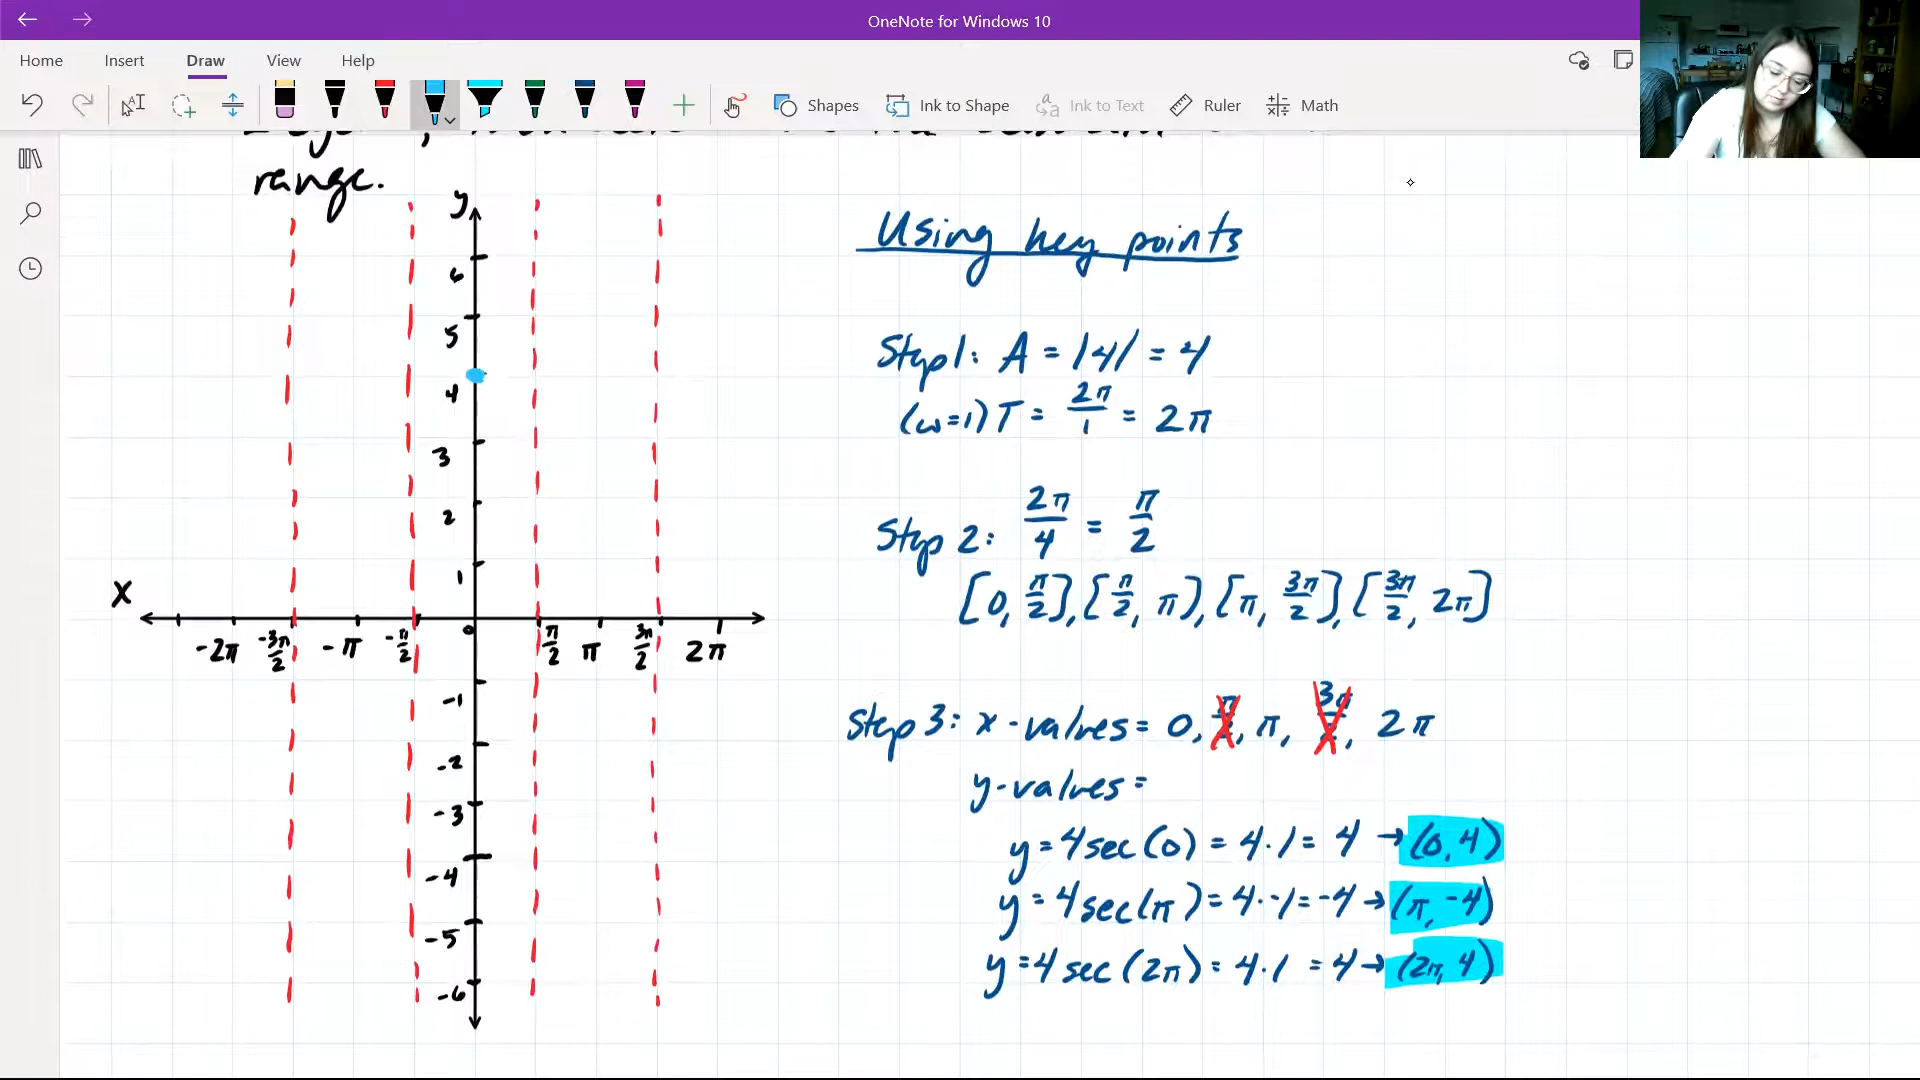 OneNote for Windows 10
Home Insert Draw View Help
Shapes Ink to Shape Ink to Text Ruler Math
range.
y
6
5
4
3
2
1
x
-2π -3π/2 -π -π/2 0 π/2 π 3π/2 2π
-1
-2
-3
-4
-5
-6
Using key points
Step 1: A = |4| = 4
(ω=1) T = 2π/1 = 2π
Step 2: 2π/4 = π/2
[0, π/2], [π/2, π), [π, 3π/2], [3π/2, 2π]
Step 3: x-values = 0, π/2, π, 3π/2, 2π
y-values =
y = 4sec(0) = 4·1 = 4 → (0, 4)
y = 4sec(π) = 4·-1 = -4 → (π, -4)
y = 4sec(2π) = 4·1 = 4 → (2π, 4)